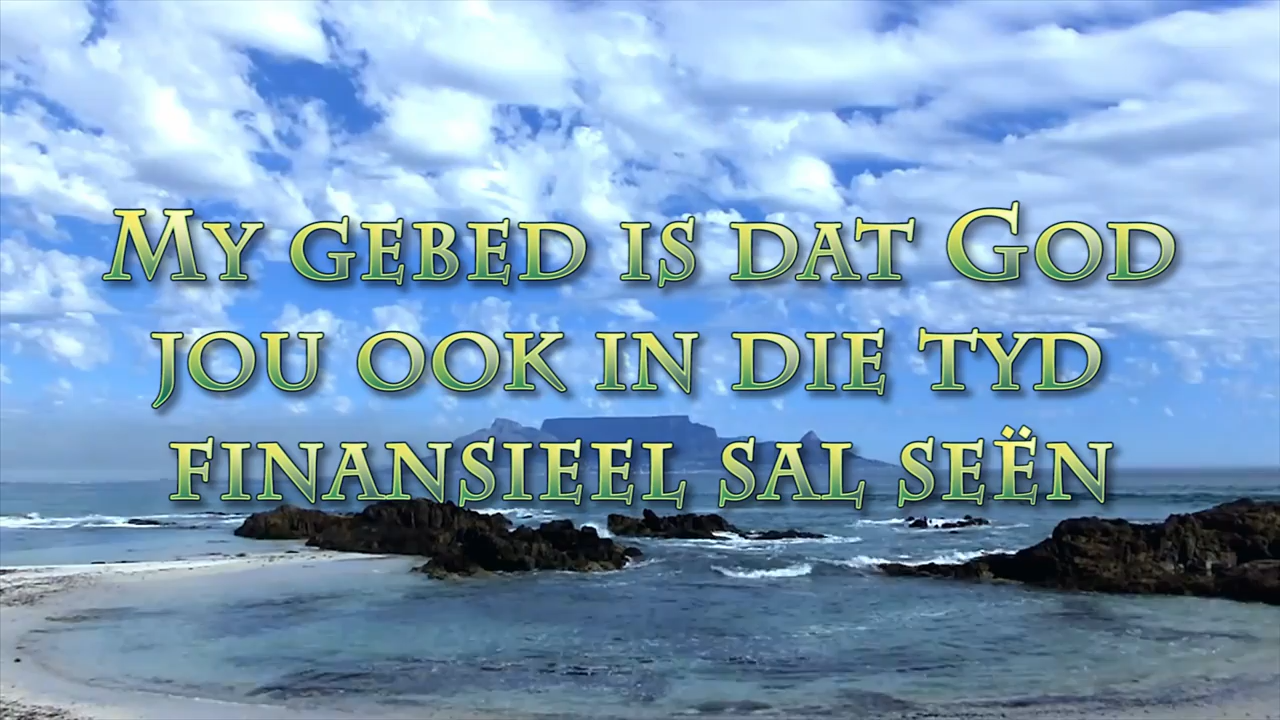 My gebed is dat God
jou ook in die tyd
finansieel sal seën